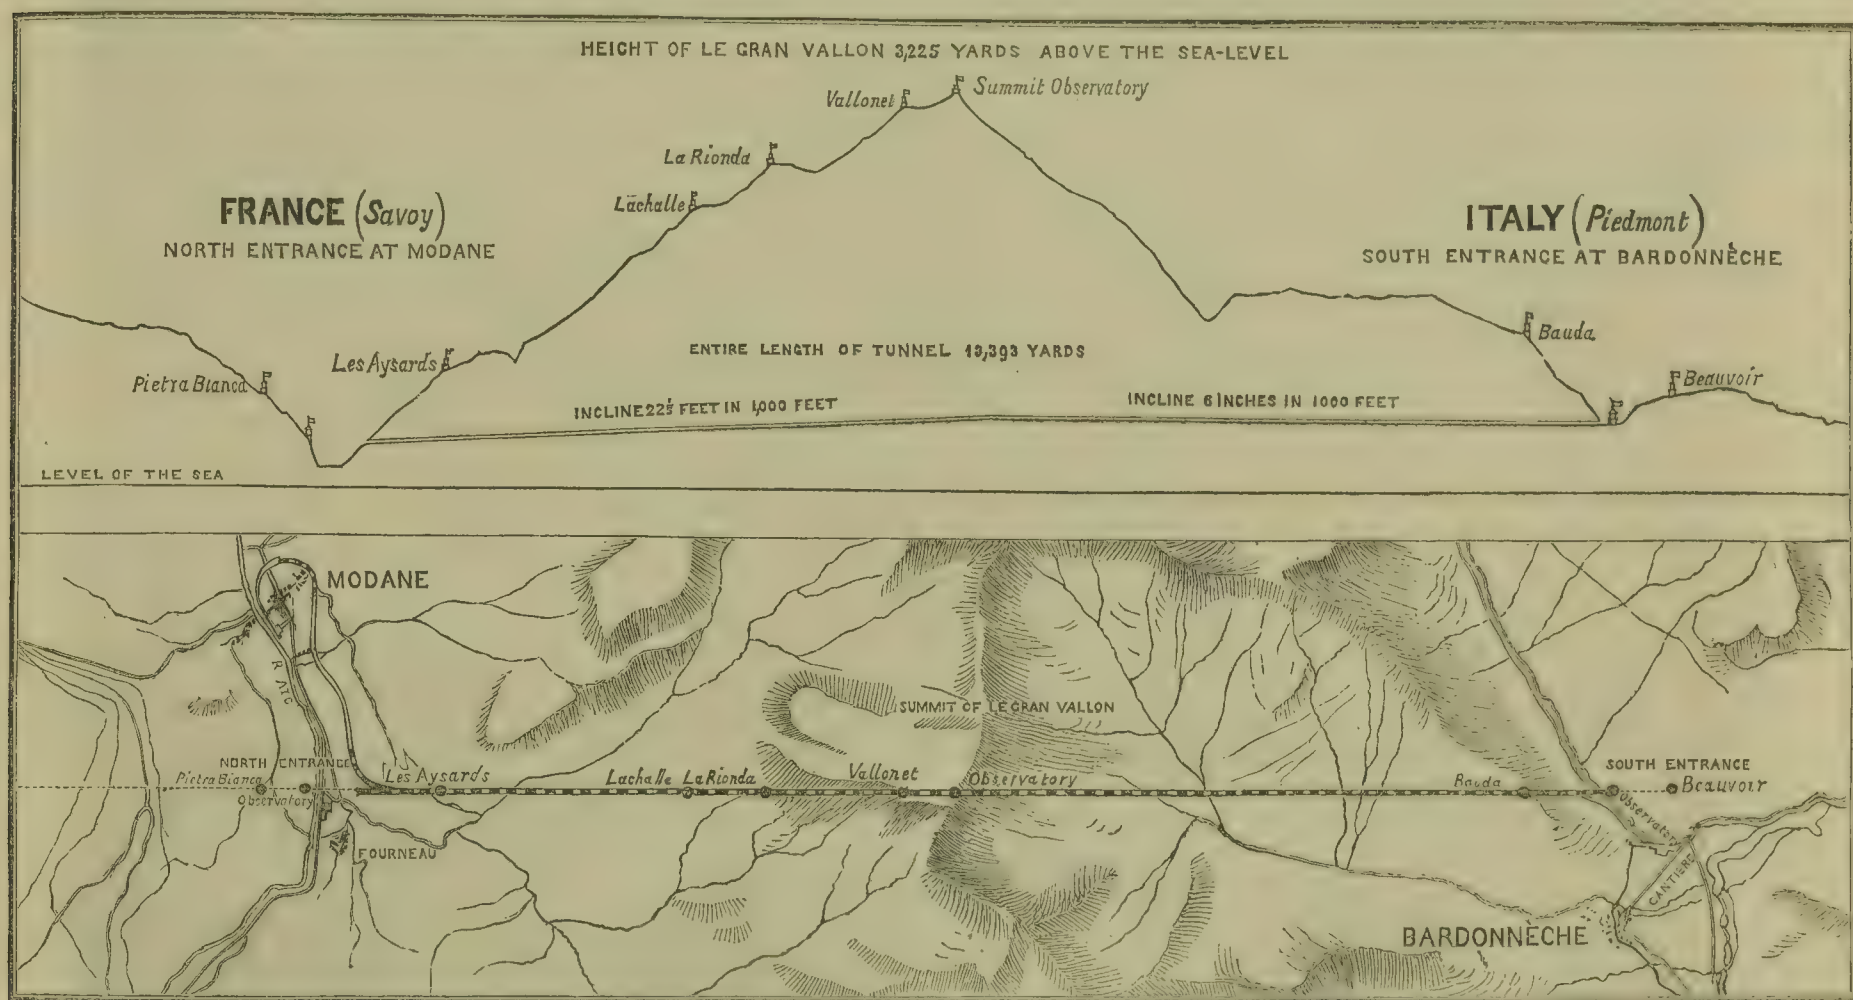 HEIGHT OF LE GRAN VALLON 3,225 YARDS ABOVE THE SEA-LEVEL
Vallonet
Summit Observatory
La Rionda
Lachalle
FRANCE (Savoy)
NORTH ENTRANCE AT MODANE
ITALY (Piedmont)
SOUTH ENTRANCE AT BARDONNÈCHE
Les Aysards
Pietra Bianca
ENTIRE LENGTH OF TUNNEL 13,393 YARDS
Bauda
Beauvoir
INCLINE 22⅕ FEET IN 1,000 FEET
INCLINE 6 INCHES IN 1000 FEET
LEVEL OF THE SEA
MODANE
R. ARC
SUMMIT OF LE GRAN VALLON
NORTH ENTRANCE
Pietra Bianca
Observatory
Les Aysards
Lachalle La Rionda
Vallonet
Observatory
Bauda
SOUTH ENTRANCE
Beauvoir
Observatory
FOURNEAU
CANTIERE
BARDONNÈCHE